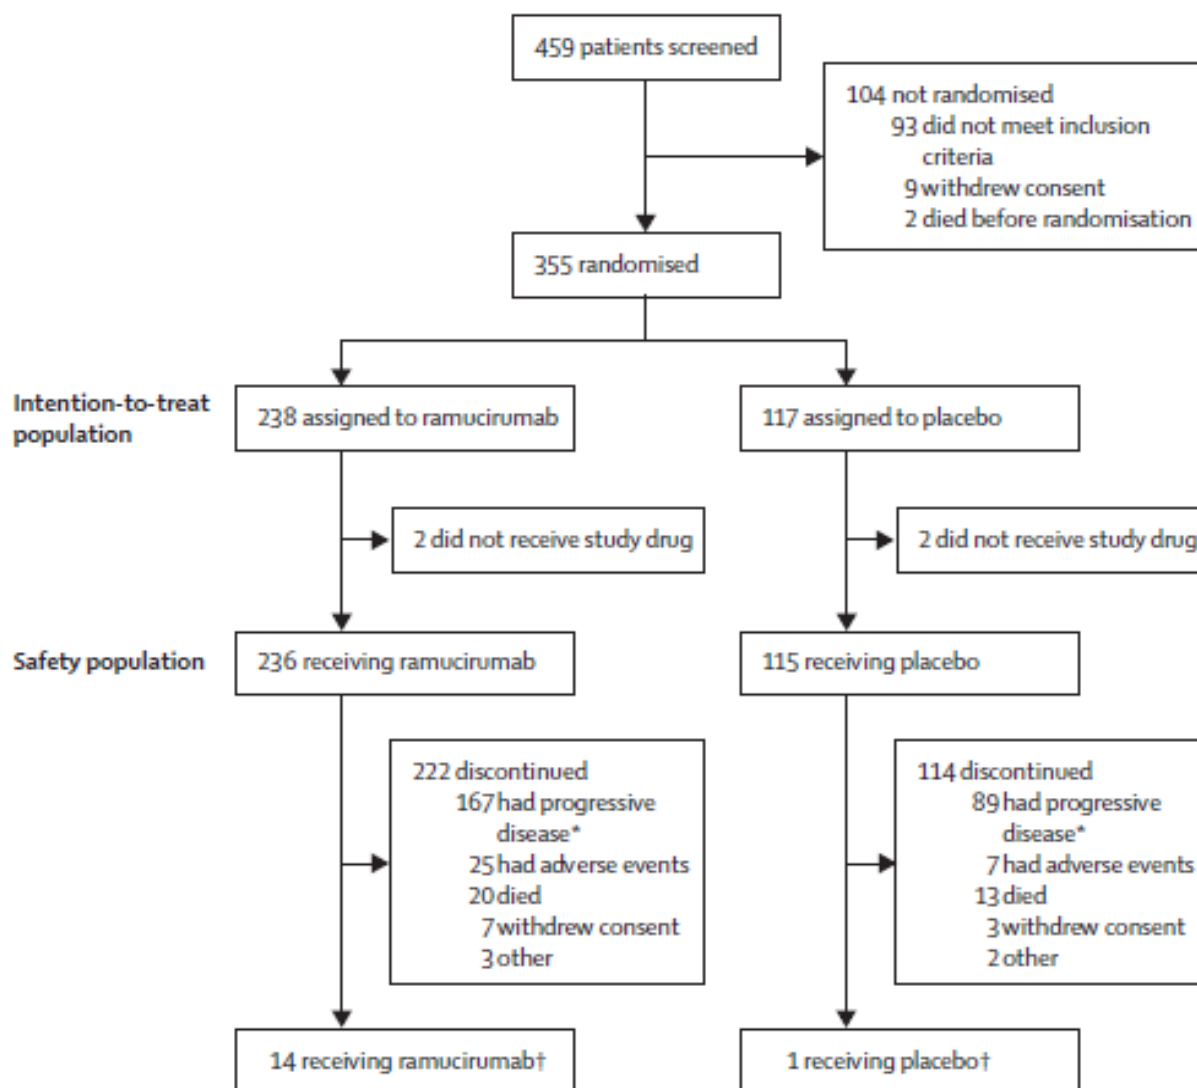 459 patients screened
104 not randomised
93 did not meet inclusion
criteria
9 withdrew consent
2 died before randomisation
355 randomised
Intention-to-treat
population
238 assigned to ramucirumab
117 assigned to placebo
2 did not receive study drug
2 did not receive study drug
Safety population
236 receiving ramucirumab
115 receiving placebo
222 discontinued
167 had progressive
disease*
25 had adverse events
20 died
7 withdrew consent
3 other
114 discontinued
89 had progressive
disease*
7 had adverse events
13 died
3 withdrew consent
2 other
14 receiving ramucirumab†
1 receiving placebo†